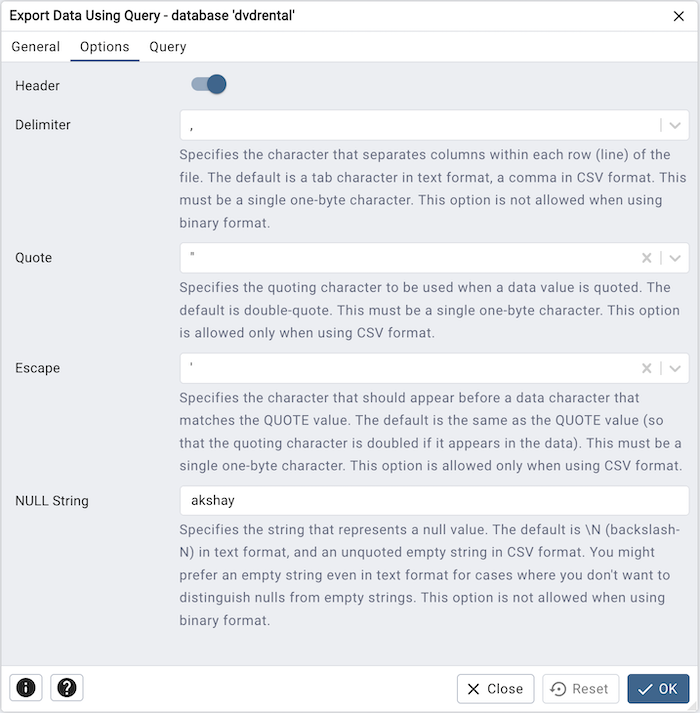 Export Data Using Query - database 'dvdrental'
General Options Query
Header
Delimiter ,
Specifies the character that separates columns within each row (line) of the
file. The default is a tab character in text format, a comma in CSV format. This
must be a single one-byte character. This option is not allowed when using
binary format.
Quote "
Specifies the quoting character to be used when a data value is quoted. The
default is double-quote. This must be a single one-byte character. This option
is allowed only when using CSV format.
Escape '
Specifies the character that should appear before a data character that
matches the QUOTE value. The default is the same as the QUOTE value (so
that the quoting character is doubled if it appears in the data). This must be a
single one-byte character. This option is allowed only when using CSV format.
NULL String akshay
Specifies the string that represents a null value. The default is \N (backslash-
N) in text format, and an unquoted empty string in CSV format. You might
prefer an empty string even in text format for cases where you don't want to
distinguish nulls from empty strings. This option is not allowed when using
binary format.
Close Reset OK